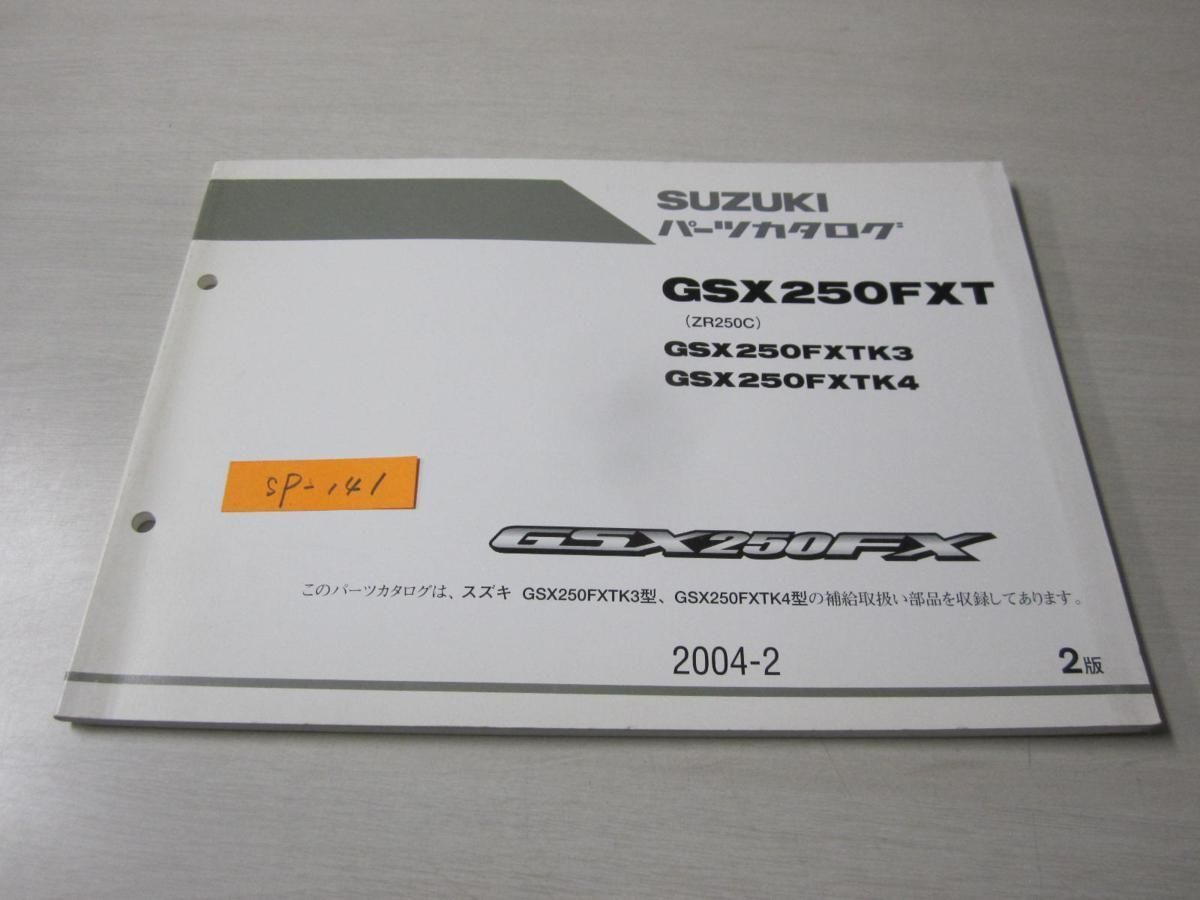 SUZUKI
パーツカタログ
GSX250FXT
（ZR250C）
GSX250FXTK3
GSX250FXTK4
SP-141
GSX250FX
このパーツカタログは、スズキ GSX250FXTK3型、GSX250FXTK4型の補給取扱い部品を収録してあります。
2004-2 2版